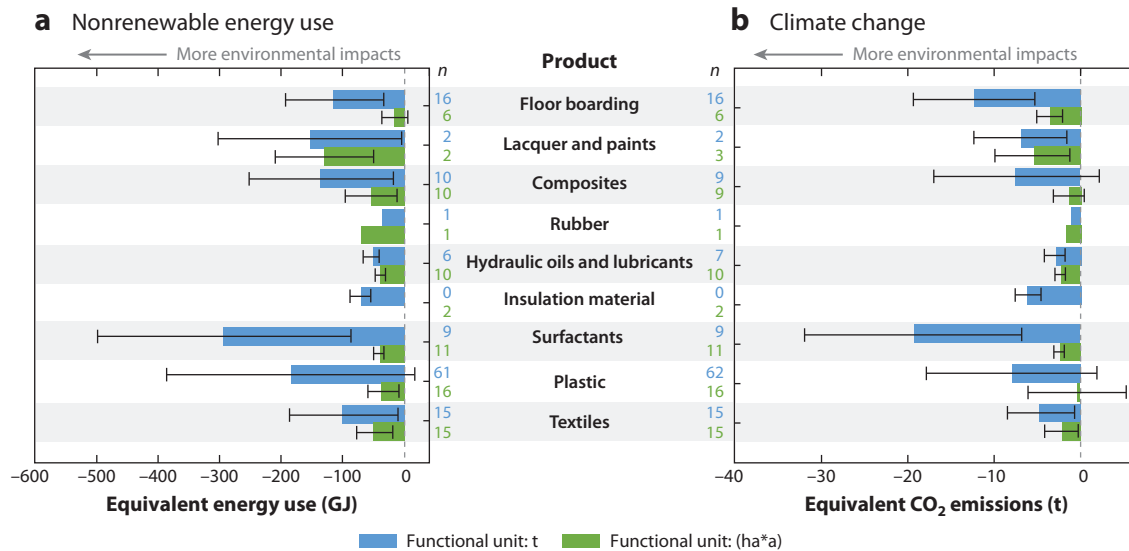 a Nonrenewable energy use
b Climate change
More environmental impacts
More environmental impacts
n
Product
n
16
Floor boarding
16
6
6
2
Lacquer and paints
2
2
3
10
Composites
9
10
9
1
Rubber
1
1
1
6
Hydraulic oils and lubricants
7
10
10
0
Insulation material
0
2
2
9
Surfactants
9
11
11
61
Plastic
62
16
16
15
Textiles
15
15
15
–600 –500 –400 –300 –200 –100 0
–40 –30 –20 –10 0
Equivalent energy use (GJ)
Equivalent CO₂ emissions (t)
Functional unit: t
Functional unit: (ha*a)